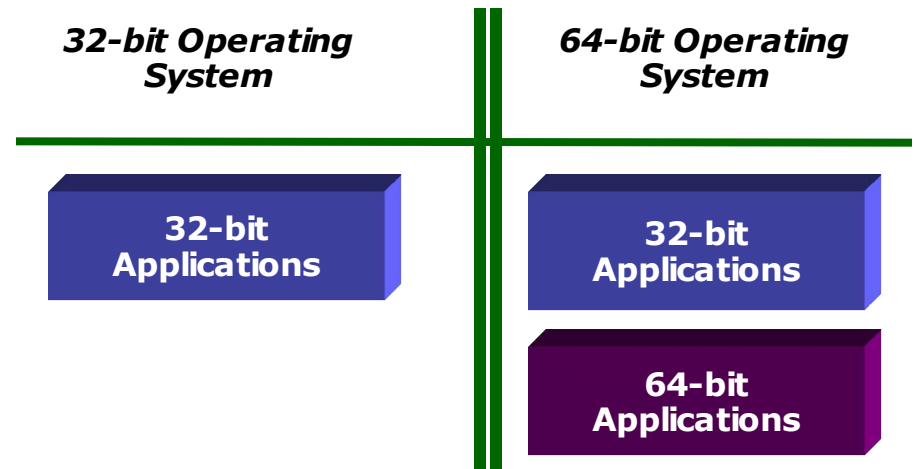 32-bit Operating
System
64-bit Operating
System
32-bit
Applications
32-bit
Applications
64-bit
Applications